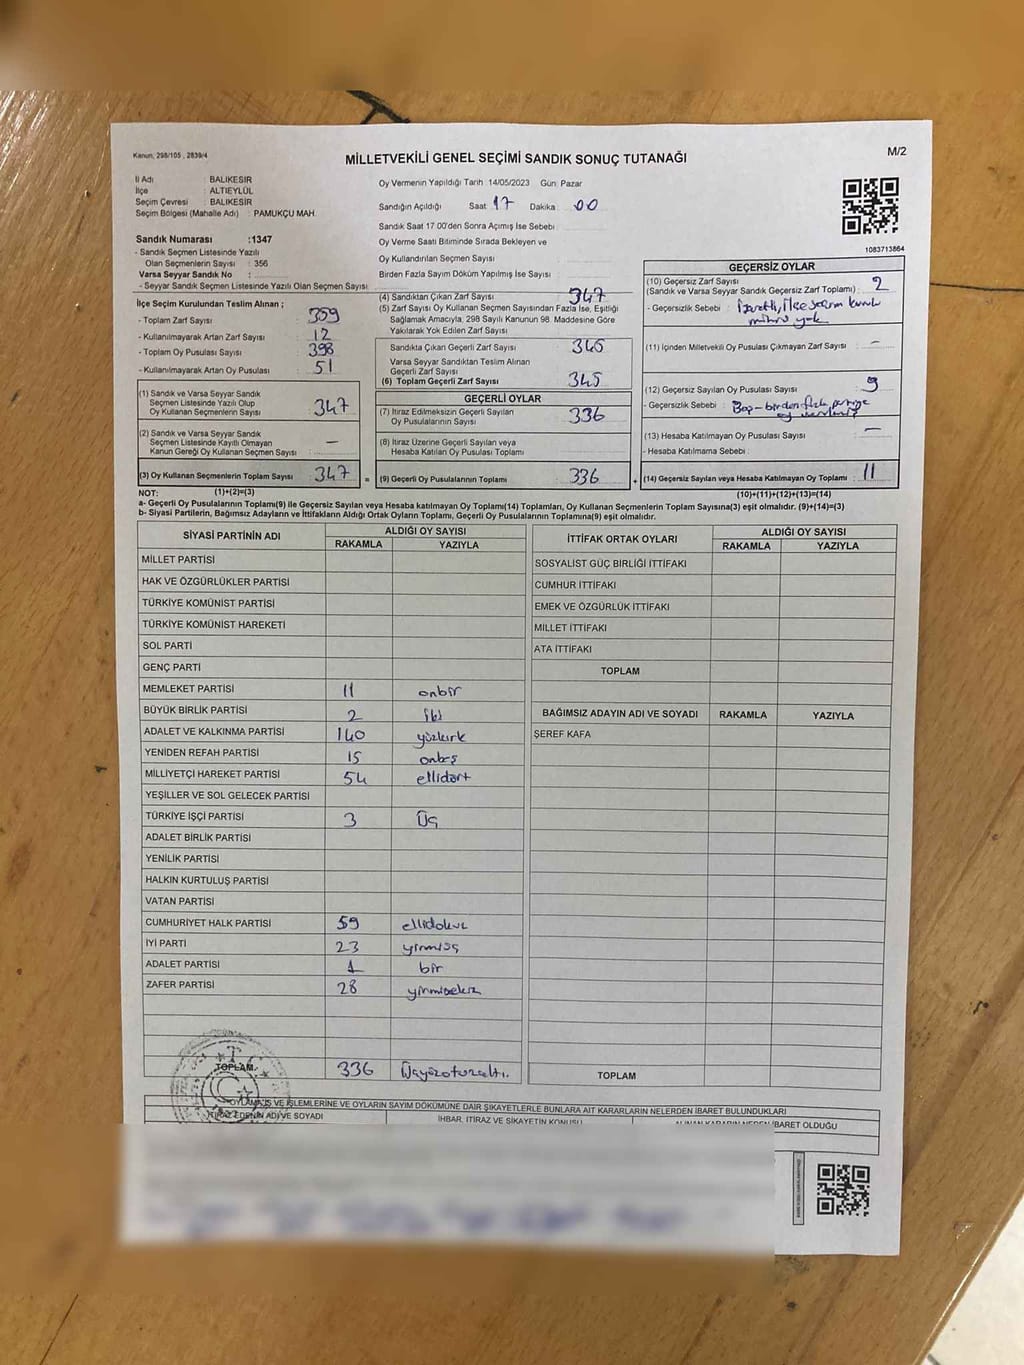 Kanun; 298/105 , 2839/4
MİLLETVEKİLİ GENEL SEÇİMİ SANDIK SONUÇ TUTANAĞI
M/2
İl Adı : BALIKESİR
İlçe : ALTIEYLÜL
Seçim Çevresi : BALIKESİR
Seçim Bölgesi (Mahalle Adı) : PAMUKÇU MAH.
Sandık Numarası :1347
- Sandık Seçmen Listesinde Yazılı
Olan Seçmenlerin Sayısı : 356
Varsa Seyyar Sandık No :
- Seyyar Sandık Seçmen Listesinde Yazılı Olan Seçmen Sayısı :
Oy Vermenin Yapıldığı Tarih 14/05/2023 Gün: Pazar
Sandığın Açıldığı Saat 17 Dakika 00
Sandık Saat 17:00'den Sonra Açımış İse Sebebi
Oy Verme Saati Bitiminde Sırada Bekleyen ve
Oy Kullandırılan Seçmen Sayısı
Birden Fazla Sayım Döküm Yapılmış İse Sayısı
1083713864
İlçe Seçim Kurulundan Teslim Alınan ;
- Toplam Zarf Sayısı : 359
- Kullanılmayarak Artan Zarf Sayısı : 12
- Toplam Oy Pusulası Sayısı : 398
- Kullanılmayarak Artan Oy Pusulası : 51
(1) Sandık ve Varsa Seyyar Sandık
Seçmen Listesinde Yazılı Olup
Oy Kullanan Seçmenlerin Sayısı : 347
(2) Sandık ve Varsa Seyyar Sandık
Seçmen Listesinde Kayıtlı Olmayan
Kanun Gereği Oy Kullanan Seçmen Sayısı : —
(3) Oy Kullanan Seçmenlerin Toplam Sayısı : 347
(4) Sandıktan Çıkan Zarf Sayısı 347
(5) Zarf Sayısı Oy Kullanan Seçmen Sayısından Fazla İse, Eşitliği
Sağlamak Amacıyla, 298 Sayılı Kanunun 98. Maddesine Göre
Yakılarak Yok Edilen Zarf Sayısı
Sandıkta Çıkan Geçerli Zarf Sayısı 345
Varsa Seyyar Sandıktan Teslim Alınan
Geçerli Zarf Sayısı
(6) Toplam Geçerli Zarf Sayısı 345
GEÇERLİ OYLAR
(7) İtiraz Edilmeksizin Geçerli Sayılan
Oy Pusulalarının Sayısı : 336
(8) İtiraz Üzerine Geçerli Sayılan veya
Hesaba Katılan Oy Pusulası Toplamı
= (9) Geçerli Oy Pusulalarının Toplamı : 336
GEÇERSİZ OYLAR
(10) Geçersiz Zarf Sayısı
(Sandık ve Varsa Seyyar Sandık Geçersiz Zarf Toplamı) : 2
- Geçersizlik Sebebi : İşaretli, ilçe seçim kurulu
mührü yok
(11) İçinden Milletvekili Oy Pusulası Çıkmayan Zarf Sayısı : —
(12) Geçersiz Sayılan Oy Pusulası Sayısı : 9
- Geçersizlik Sebebi : Boş-birden fazla partiye
oy verilmiş
(13) Hesaba Katılmayan Oy Pusulası Sayısı : —
- Hesaba Katılmama Sebebi :
+ (14) Geçersiz Sayılan veya Hesaba Katılmayan Oy Toplamı : 11
NOT: (1)+(2)=(3)
(10)+(11)+(12)+(13)=(14)
a- Geçerli Oy Pusulalarının Toplamı(9) ile Geçersiz Sayılan veya Hesaba Katılmayan Oy Toplamı(14) Toplamları, Oy Kullanan Seçmenlerin Toplam Sayısına(3) eşit olmalıdır. (9)+(14)=(3)
b- Siyasi Partilerin, Bağımsız Adayların ve İttifakların Aldığı Ortak Oyların Toplamı, Geçerli Oy Pusulalarının Toplamına(9) eşit olmalıdır.
SİYASİ PARTİNİN ADI ALDIĞI OY SAYISI
RAKAMLA YAZIYLA
MİLLET PARTİSİ
HAK VE ÖZGÜRLÜKLER PARTİSİ
TÜRKİYE KOMÜNİST PARTİSİ
TÜRKİYE KOMÜNİST HAREKETİ
SOL PARTİ
GENÇ PARTİ
MEMLEKET PARTİSİ 11 onbir
BÜYÜK BİRLİK PARTİSİ 2 iki
ADALET VE KALKINMA PARTİSİ 140 yüzkırk
YENİDEN REFAH PARTİSİ 15 onbeş
MİLLİYETÇİ HAREKET PARTİSİ 54 ellidört
YEŞİLLER VE SOL GELECEK PARTİSİ
TÜRKİYE İŞÇİ PARTİSİ 3 Üç
ADALET BİRLİK PARTİSİ
YENİLİK PARTİSİ
HALKIN KURTULUŞ PARTİSİ
VATAN PARTİSİ
CUMHURİYET HALK PARTİSİ 59 ellidokuz
İYİ PARTİ 23 yirmiüç
ADALET PARTİSİ 1 bir
ZAFER PARTİSİ 28 yirmisekiz
TOPLAM 336 Üçyüzotuzaltı.
İTTİFAK ORTAK OYLARI ALDIĞI OY SAYISI
RAKAMLA YAZIYLA
SOSYALİST GÜÇ BİRLİĞİ İTTİFAKI
CUMHUR İTTİFAKI
EMEK VE ÖZGÜRLÜK İTTİFAKI
MİLLET İTTİFAKI
ATA İTTİFAKI
TOPLAM
BAĞIMSIZ ADAYIN ADI VE SOYADI RAKAMLA YAZIYLA
ŞEREF KAFA
TOPLAM
OYLAMA İŞ VE İŞLEMLERİNE VE OYLARIN SAYIM DÖKÜMÜNE DAİR ŞİKAYETLERLE BUNLARA AİT KARARLARIN NELERDEN İBARET BULUNDUKLARI
İTİRAZ EDENİN ADI VE SOYADI İHBAR, İTİRAZ VE ŞİKAYETİN KONUSU ALINAN KARARIN NEDEN İBARET OLDUĞU